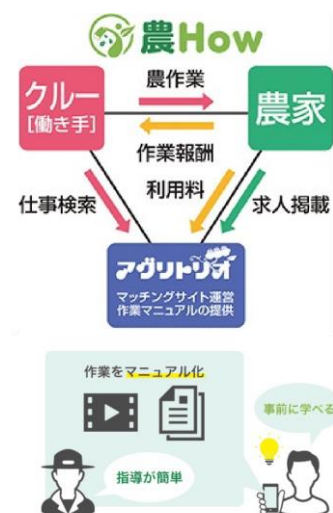 農How
クルー
[働き手]
農作業
作業報酬
農家
仕事検索
利用料
求人掲載
アグリトリオ
マッチングサイト運営
作業マニュアルの提供
作業をマニュアル化
事前に学べる
指導が簡単